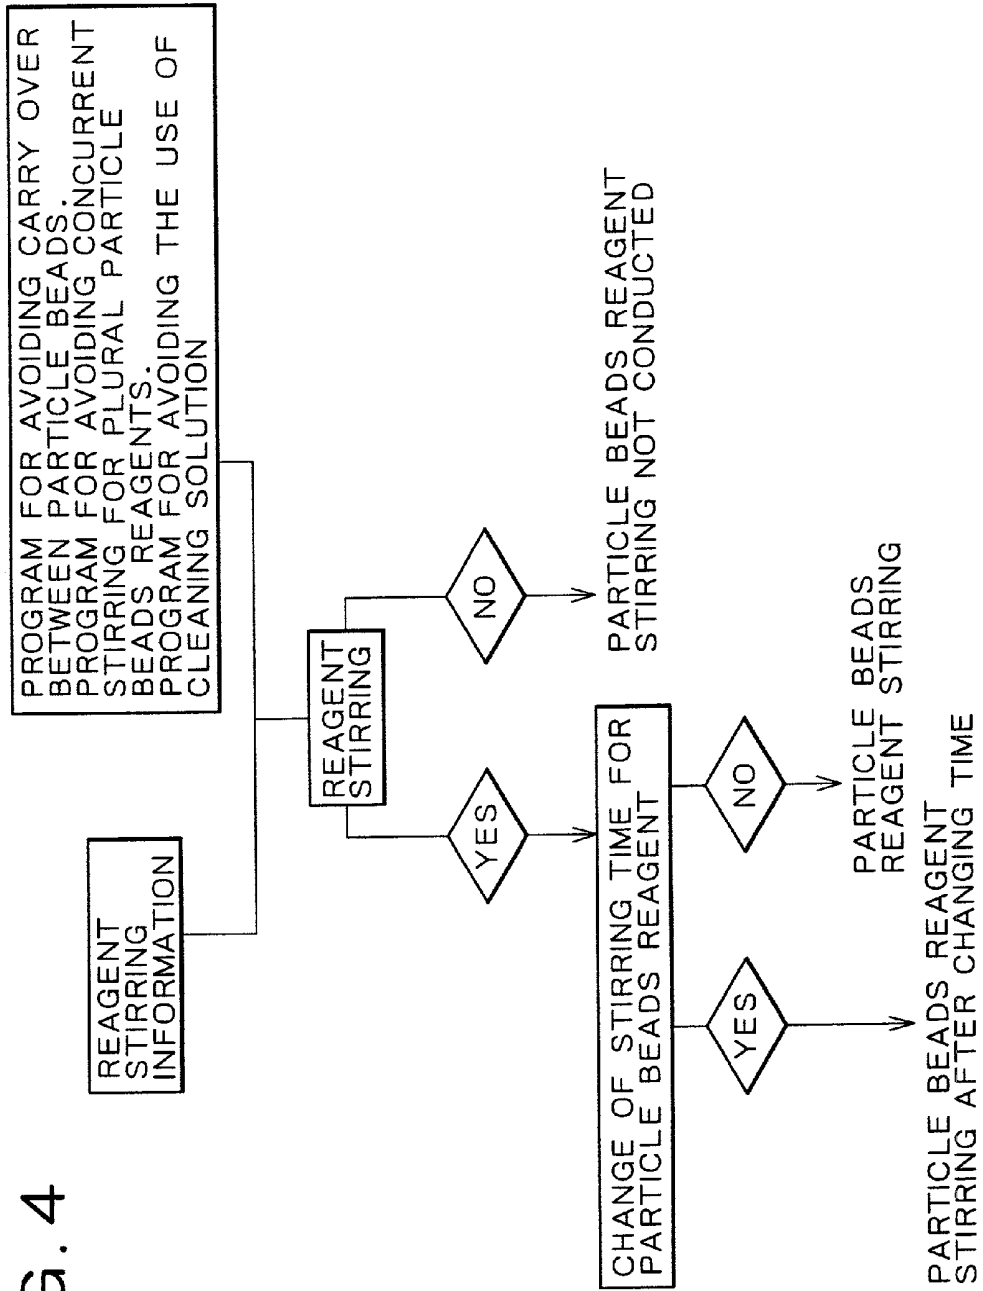 G. 4
REAGENT
STIRRING
INFORMATION
PROGRAM FOR AVOIDING CARRY OVER
BETWEEN PARTICLE BEADS.
PROGRAM FOR AVOIDING CONCURRENT
STIRRING FOR PLURAL PARTICLE
BEADS REAGENTS.
PROGRAM FOR AVOIDING THE USE OF
CLEANING SOLUTION
REAGENT
STIRRING
YES
NO
CHANGE OF STIRRING TIME FOR
PARTICLE BEADS REAGENT
PARTICLE BEADS REAGENT
STIRRING NOT CONDUCTED
YES
NO
PARTICLE BEADS
REAGENT STIRRING
PARTICLE BEADS REAGENT
STIRRING AFTER CHANGING TIME